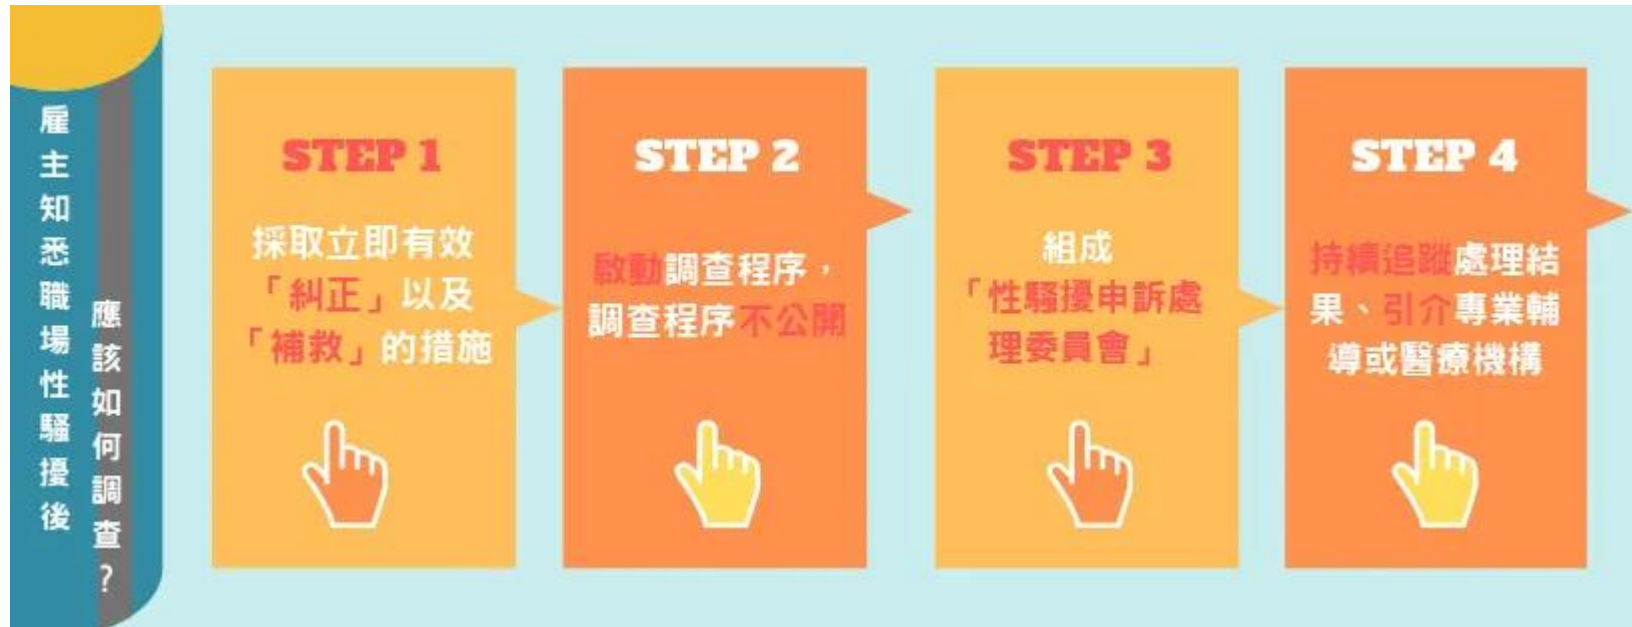 雇主知悉職場性騷擾後
應該如何調查?
STEP 1
採取立即有效
「糾正」以及
「補救」的措施
STEP 2
啟動調查程序，
調查程序不公開
STEP 3
組成
「性騷擾申訴處
理委員會」
STEP 4
持續追蹤處理結
果、引介專業輔
導或醫療機構